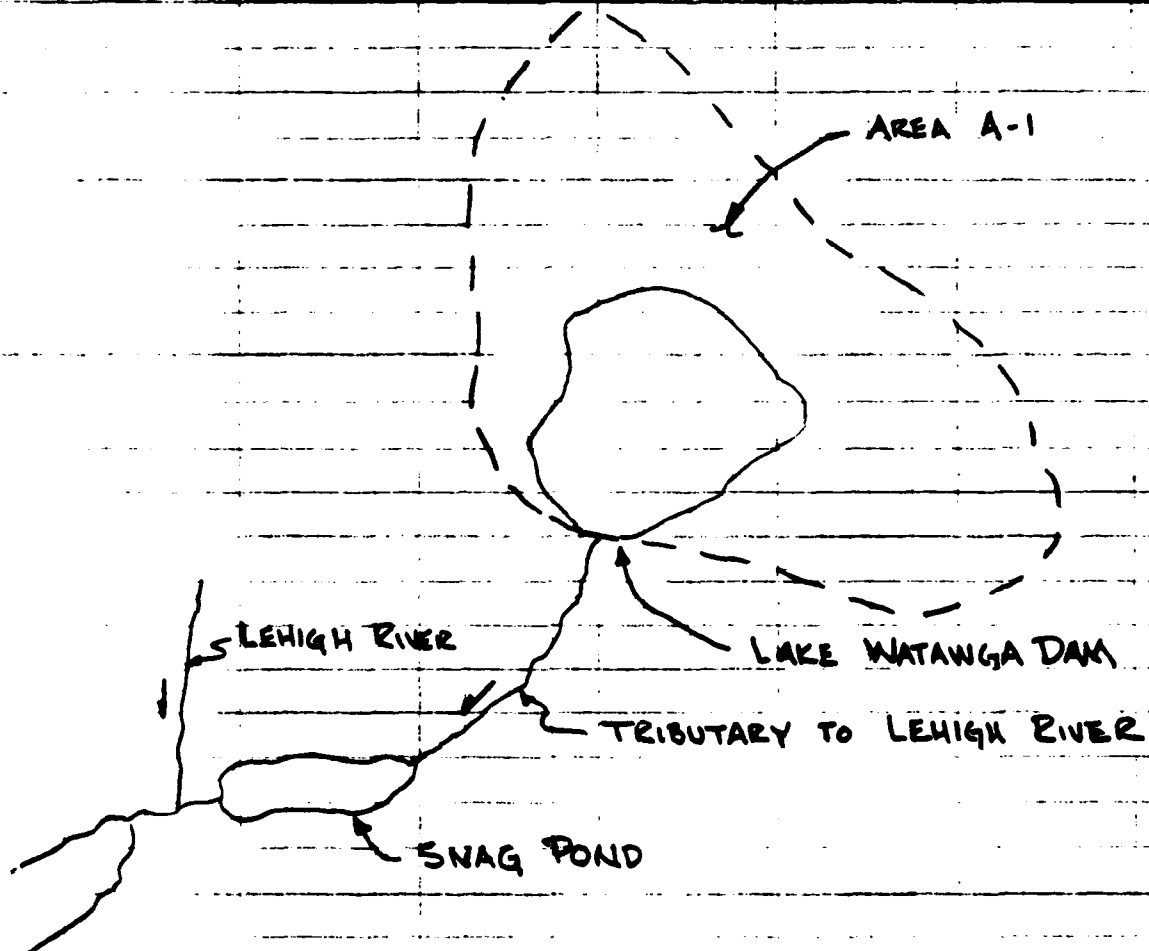 AREA A-1
LEHIGH RIVER
LAKE WATAWGA DAM
TRIBUTARY TO LEHIGH RIVER
SNAG POND